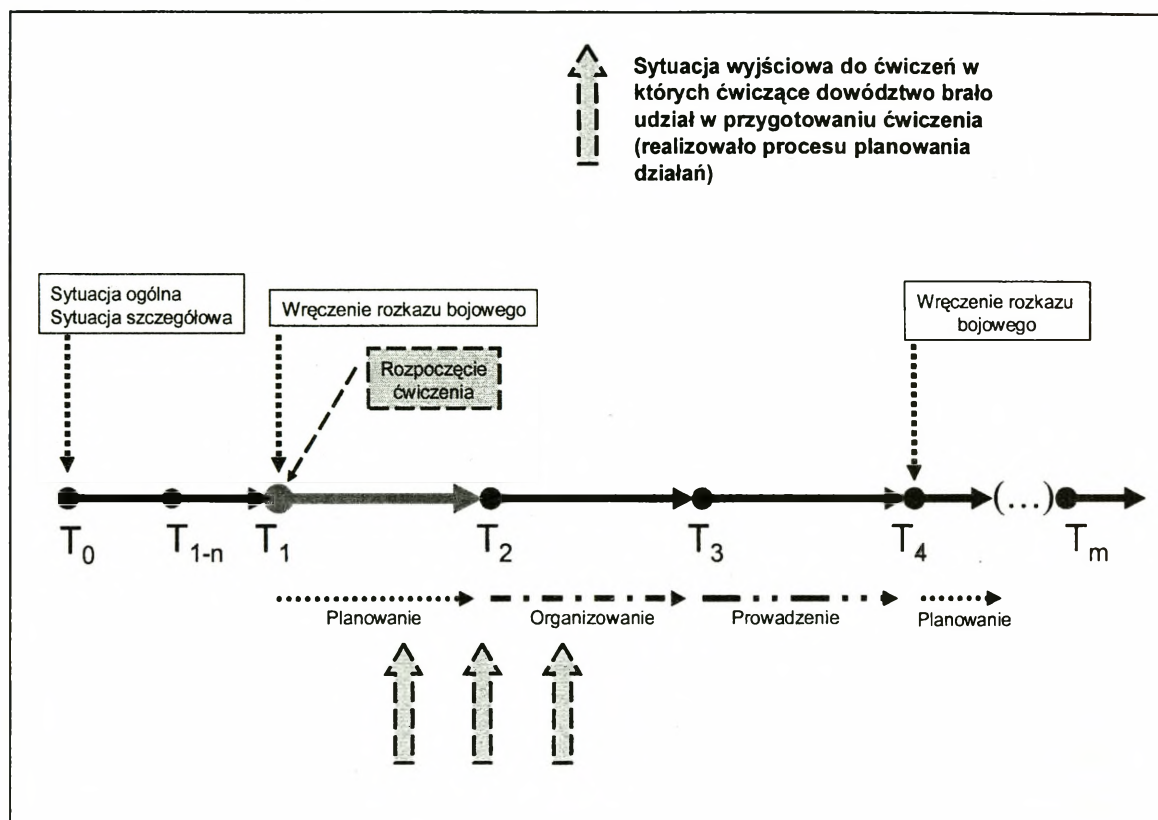 Sytuacja wyjściowa do ćwiczeń w
których ćwiczące dowództwo brało
udział w przygotowaniu ćwiczenia
(realizowało procesu planowania
działań)
Sytuacja ogólna
Sytuacja szczegółowa
Wręczenie rozkazu bojowego
Wręczenie rozkazu
bojowego
Rozpoczęcie
ćwiczenia
(...)
T0 T1-n T1 T2 T3 T4 Tm
Planowanie Organizowanie Prowadzenie Planowanie